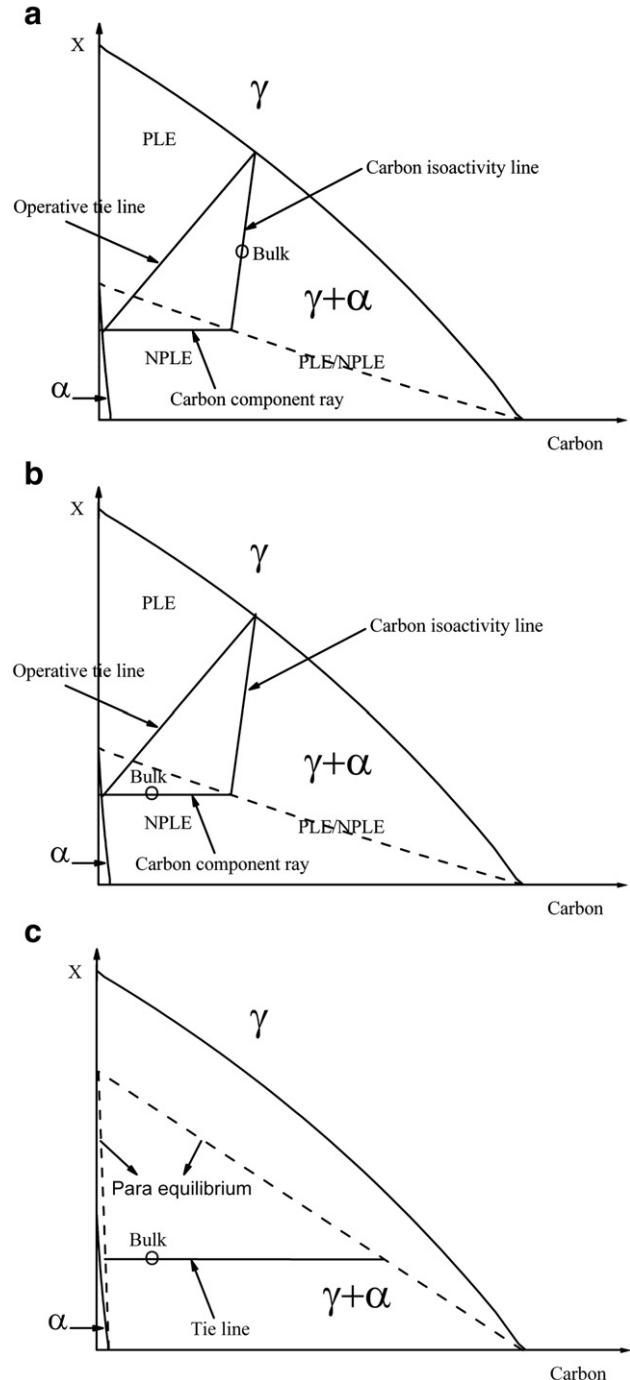 a
X
γ
PLE
Carbon isoactivity line
Operative tie line
Bulk
γ+α
NPLE
PLE/NPLE
α
Carbon component ray
Carbon
b
X
γ
PLE
Carbon isoactivity line
Operative tie line
γ+α
Bulk
NPLE
PLE/NPLE
α
Carbon component ray
Carbon
c
X
γ
Para equilibrium
Bulk
γ+α
α
Tie line
Carbon